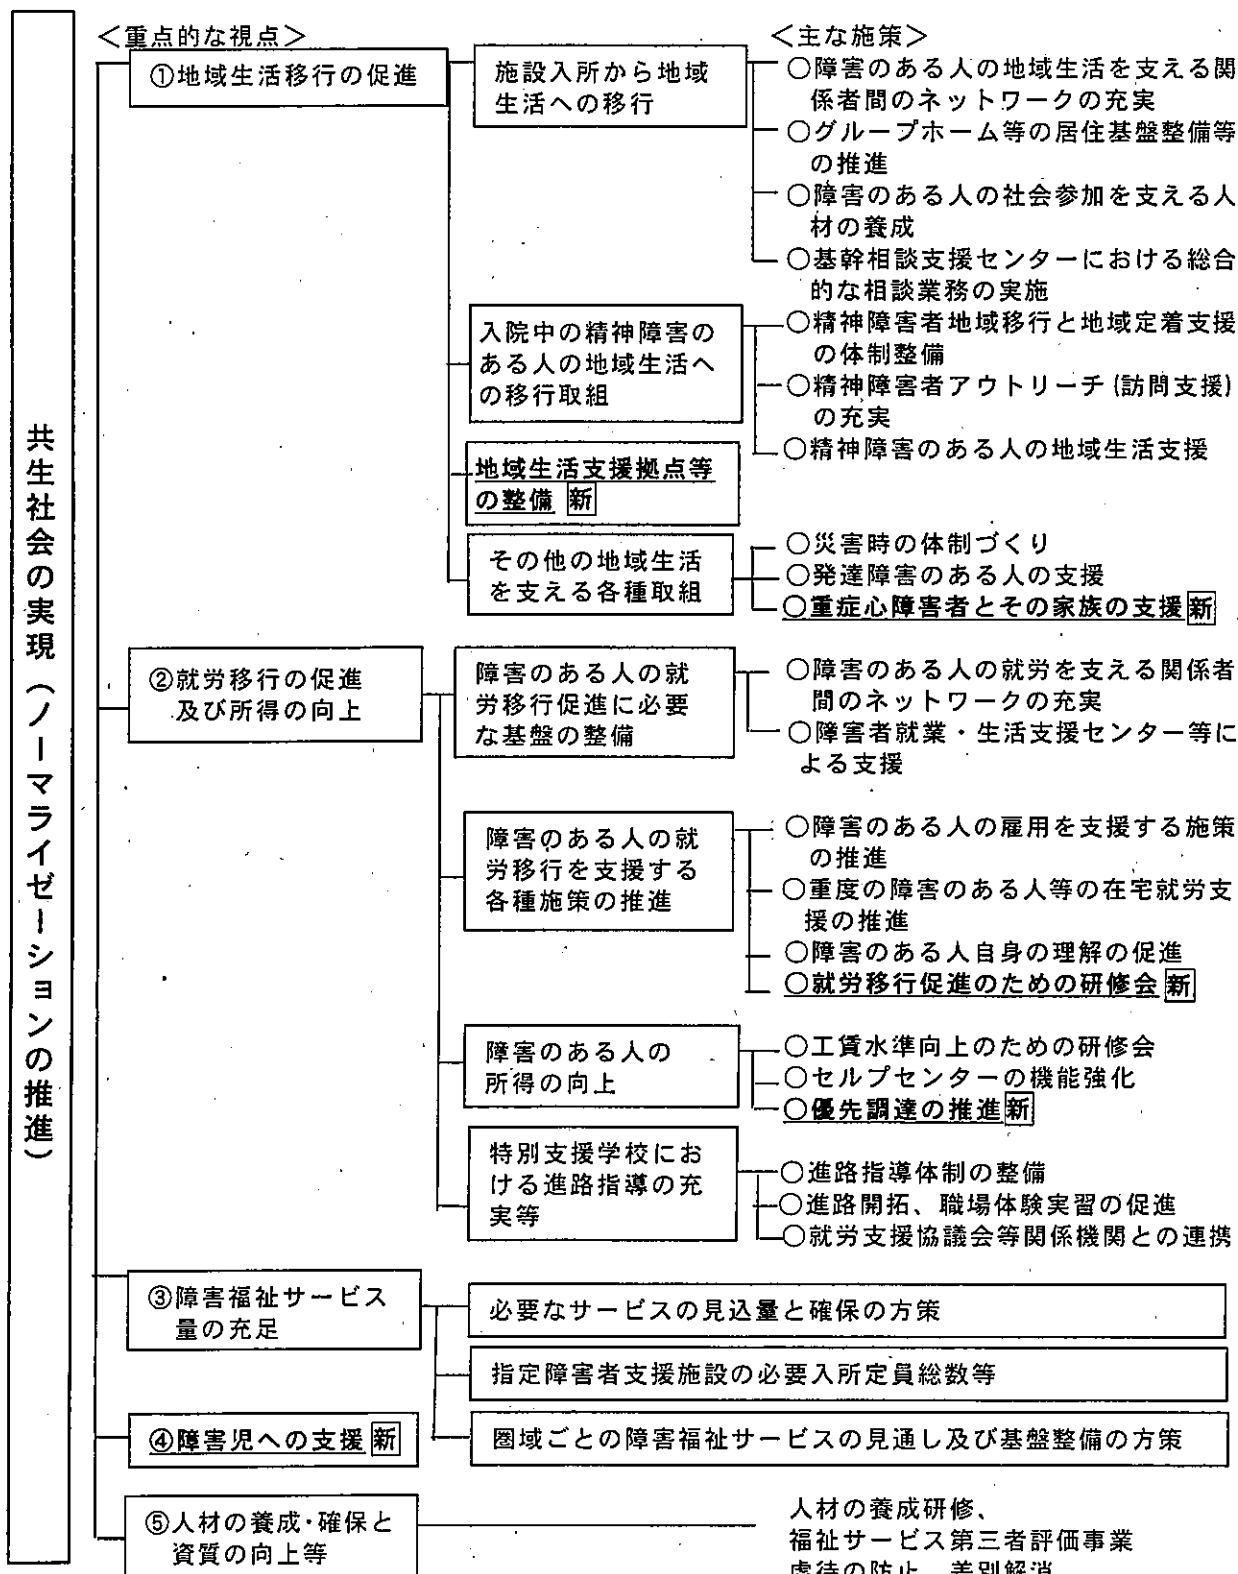 共生社会の実現（ノーマライゼーションの推進）
＜重点的な視点＞
＜主な施策＞
①地域生活移行の促進
施設入所から地域
生活への移行
○障害のある人の地域生活を支える関
係者間のネットワークの充実
○グループホーム等の居住基盤整備等
の推進
○障害のある人の社会参加を支える人
材の養成
○基幹相談支援センターにおける総合
的な相談業務の実施
入院中の精神障害の
ある人の地域生活へ
の移行取組
○精神障害者地域移行と地域定着支援
の体制整備
○精神障害者アウトリーチ(訪問支援)
の充実
○精神障害のある人の地域生活支援
地域生活支援拠点等
の整備 新
その他の地域生活
を支える各種取組
○災害時の体制づくり
○発達障害のある人の支援
○重症心障害者とその家族の支援 新
②就労移行の促進
及び所得の向上
障害のある人の就
労移行促進に必要
な基盤の整備
○障害のある人の就労を支える関係者
間のネットワークの充実
○障害者就業・生活支援センター等に
よる支援
障害のある人の就
労移行を支援する
各種施策の推進
○障害のある人の雇用を支援する施策
の推進
○重度の障害のある人等の在宅就労支
援の推進
○障害のある人自身の理解の促進
○就労移行促進のための研修会 新
障害のある人の
所得の向上
○工賃水準向上のための研修会
○セルプセンターの機能強化
○優先調達の推進 新
特別支援学校にお
ける進路指導の充
実等
○進路指導体制の整備
○進路開拓、職場体験実習の促進
○就労支援協議会等関係機関との連携
③障害福祉サービス
量の充足
必要なサービスの見込量と確保の方策
指定障害者支援施設の必要入所定員総数等
圏域ごとの障害福祉サービスの見通し及び基盤整備の方策
④障害児への支援 新
⑤人材の養成・確保と
資質の向上等
人材の養成研修、
福祉サービス第三者評価事業
虐待の防止、差別解消